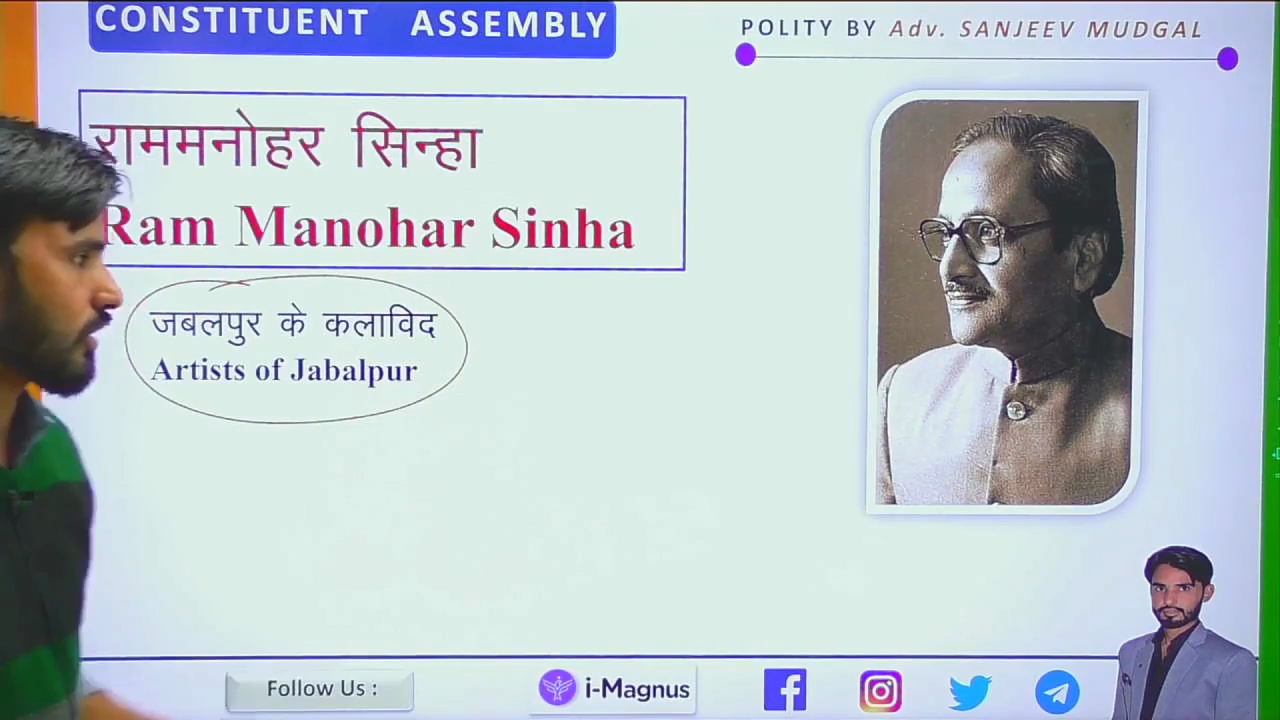 CONSTITUENT ASSEMBLY
POLITY BY Adv. SANJEEV MUDGAL
राममनोहर सिन्हा
Ram Manohar Sinha
जबलपुर के कलाविद
Artists of Jabalpur
Follow Us :
i-Magnus